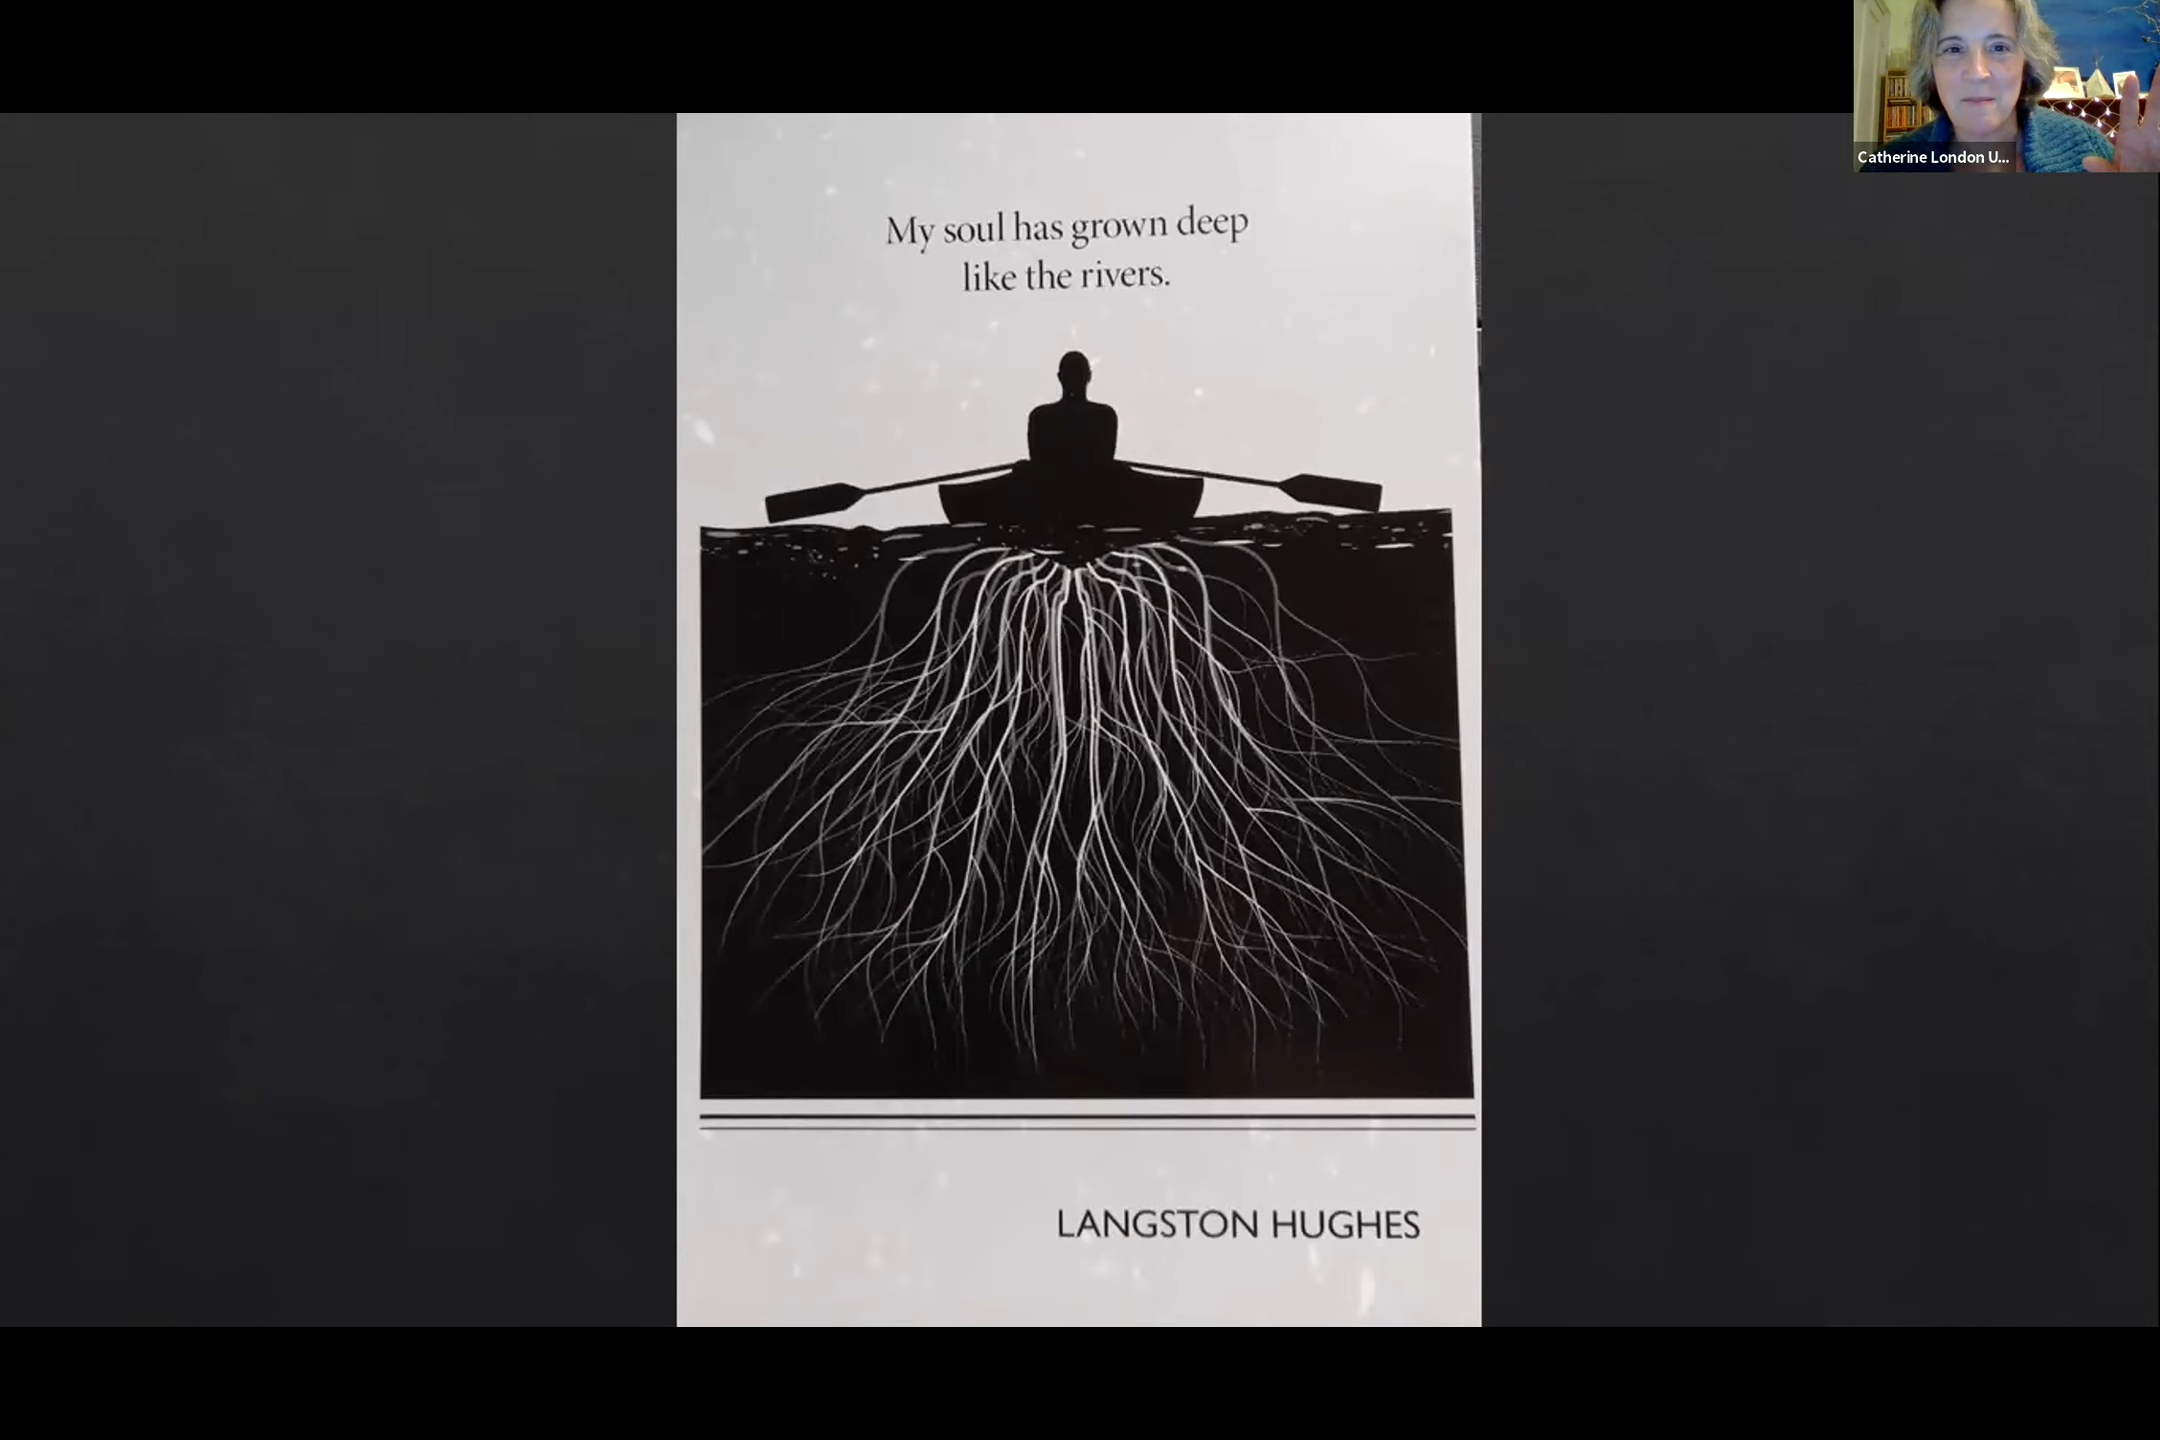 Catherine London U...
My soul has grown deep
like the rivers.
LANGSTON HUGHES